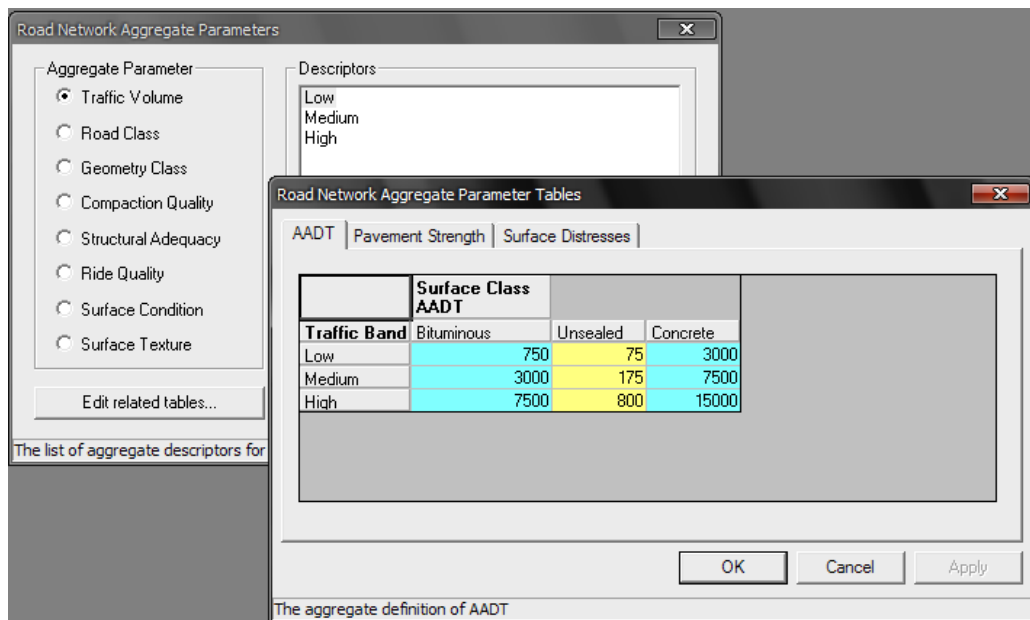 Road Network Aggregate Parameters
Aggregate Parameter
Traffic Volume
Road Class
Geometry Class
Compaction Quality
Structural Adequacy
Ride Quality
Surface Condition
Surface Texture
Edit related tables...
Descriptors
Low
Medium
High
The list of aggregate descriptors for
Road Network Aggregate Parameter Tables
AADT Pavement Strength Surface Distresses
Surface Class
AADT
Traffic Band Bituminous Unsealed Concrete
Low 750 75 3000
Medium 3000 175 7500
High 7500 800 15000
OK Cancel Apply
The aggregate definition of AADT